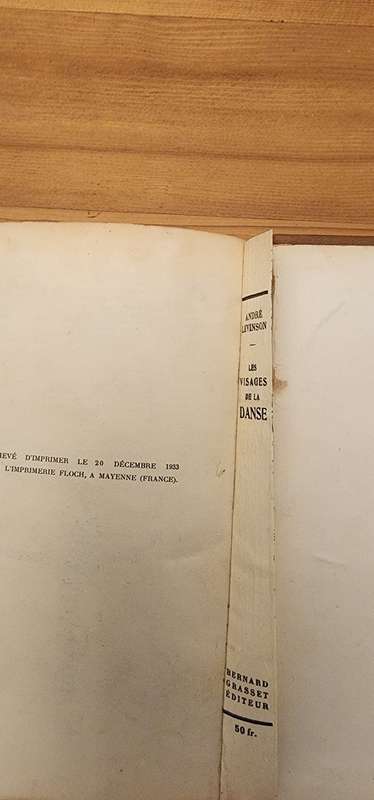 HEVÉ D'IMPRIMER LE 20 DÉCEMBRE 1933
L'IMPRIMERIE FLOCH, A MAYENNE (FRANCE).
ANDRÉ
LEVINSON
LES
VISAGES
DE LA
DANSE
BERNARD
GRASSET
ÉDITEUR
50 fr.